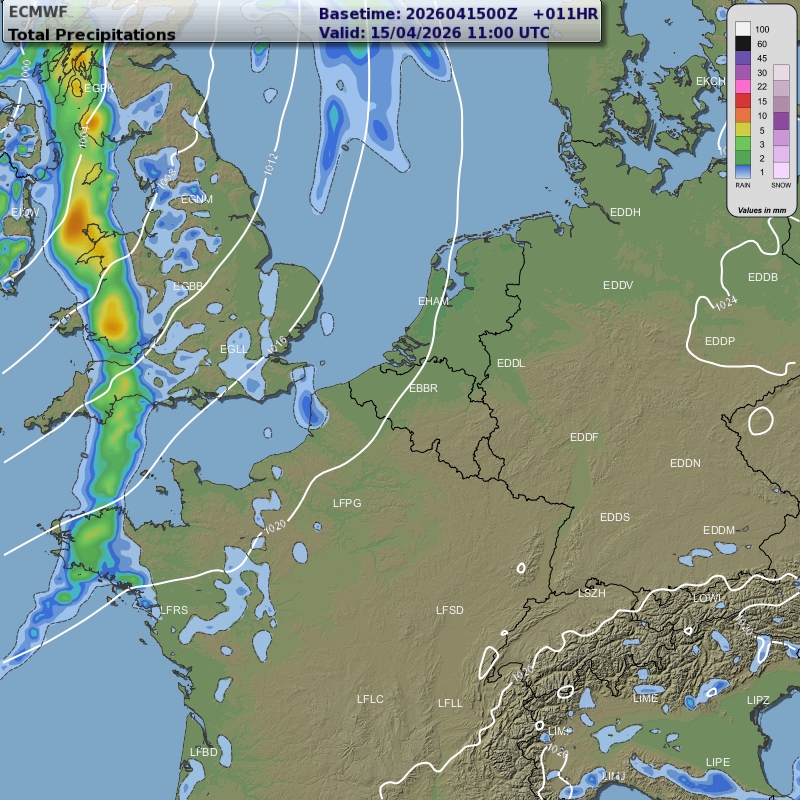 ECMWF
Basetime: 2026041500Z +011HR
Total Precipitations
Valid: 15/04/2026 11:00 UTC
100
60
45
30
22
15
10
5
3
2
1
RAIN SNOW
Values in mm
EKCH
1012
EGNM
EDDH
EGBB
EDDV
EDDB
EHAM
1024
EGLL
1016
EDDP
EDDL
EBBR
EDDF
EDDN
LFPG
EDDS
1020
EDDM
LSZH
LOWI
LFRS
LFSD
LFLC
LFLL
LIME
LIPZ
LFBD
LIPE
LIMJ